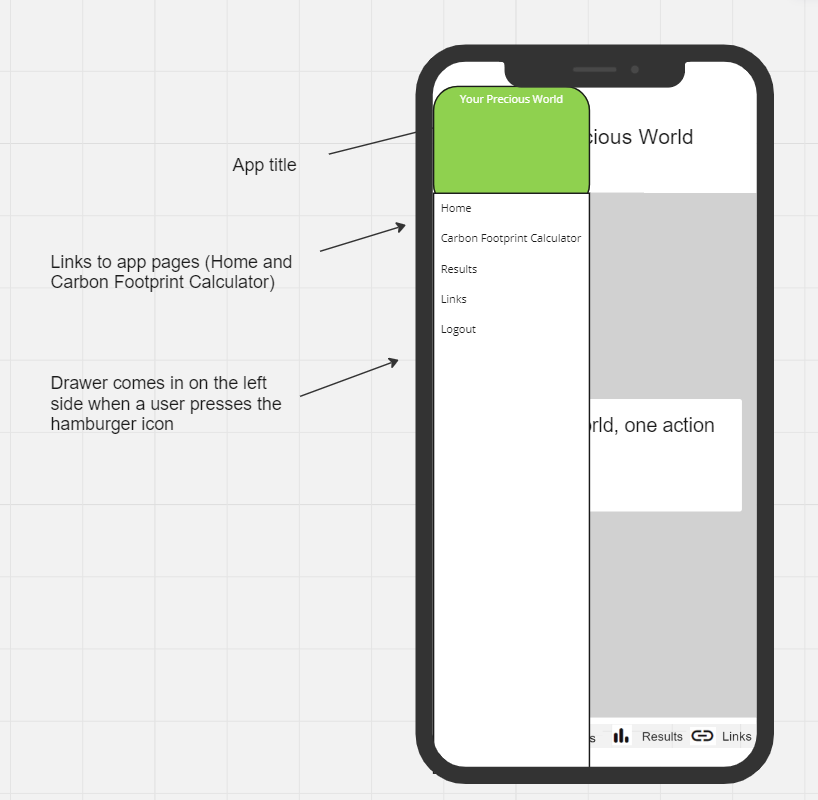 Your Precious World
cious World
App title
Home
Links to app pages (Home and
Carbon Footprint Calculator)
Carbon Footprint Calculator
Results
Links
Logout
Drawer comes in on the left
side when a user presses the
hamburger icon
rld, one action
s
Results
Links